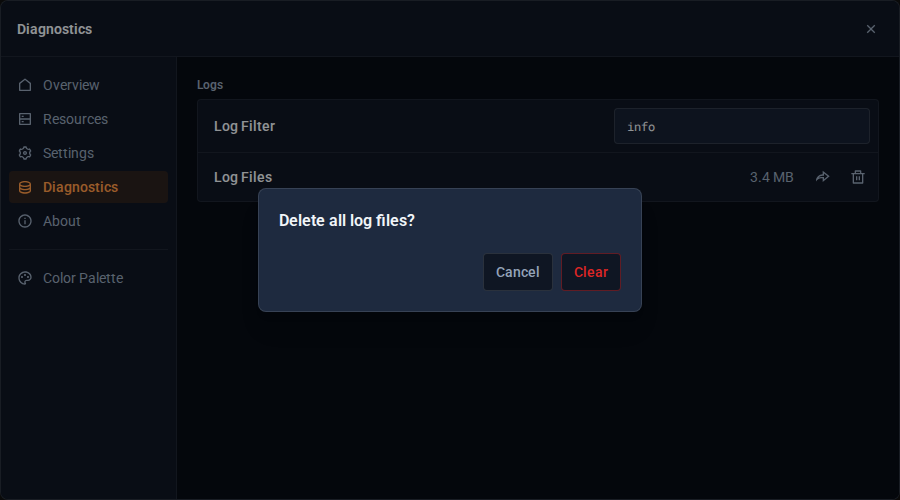 Diagnostics
Overview
Resources
Settings
Diagnostics
About
Color Palette
Logs
Log Filter
info
Log Files
3.4 MB
Delete all log files?
Cancel
Clear